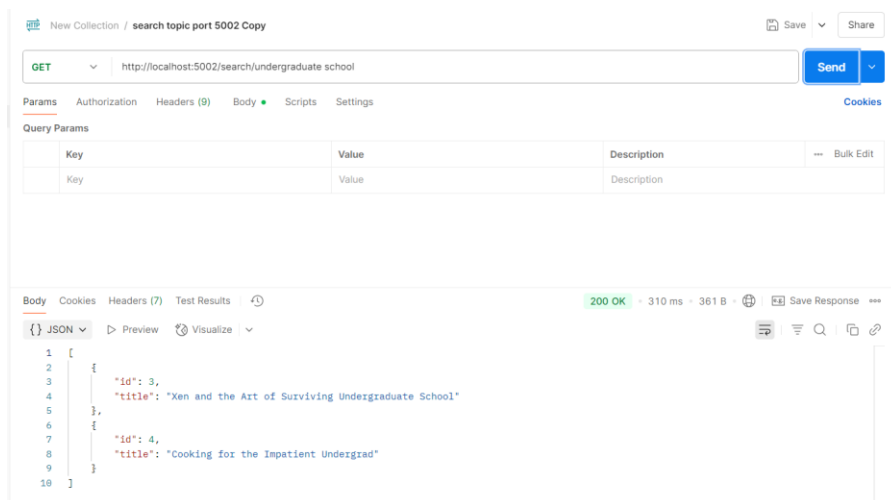 HTTP New Collection / search topic port 5002 Copy Save Share
GET http://localhost:5002/search/undergraduate school Send
Params Authorization Headers (9) Body Scripts Settings Cookies
Query Params
Key Value Description Bulk Edit
Key Value Description
Body Cookies Headers (7) Test Results 200 OK 310 ms 361 B Save Response
{} JSON Preview Visualize
1 [
2 {
3 "id": 3,
4 "title": "Xen and the Art of Surviving Undergraduate School"
5 },
6 {
7 "id": 4,
8 "title": "Cooking for the Impatient Undergrad"
9 }
10 ]